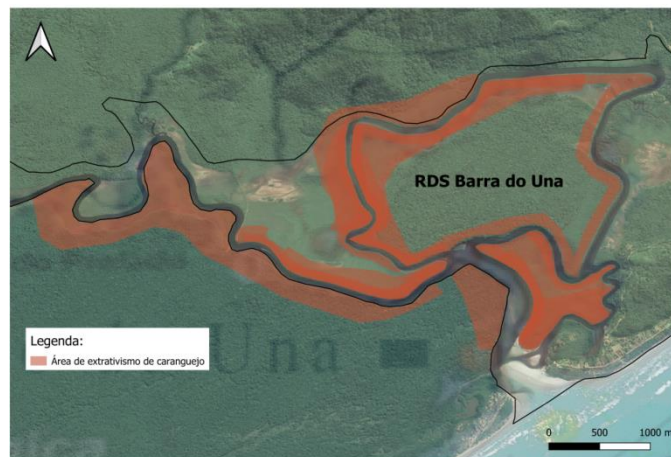 RDS Barra do Una
Legenda:
Área de extrativismo de caranguejo
Una
0 500 1000 m